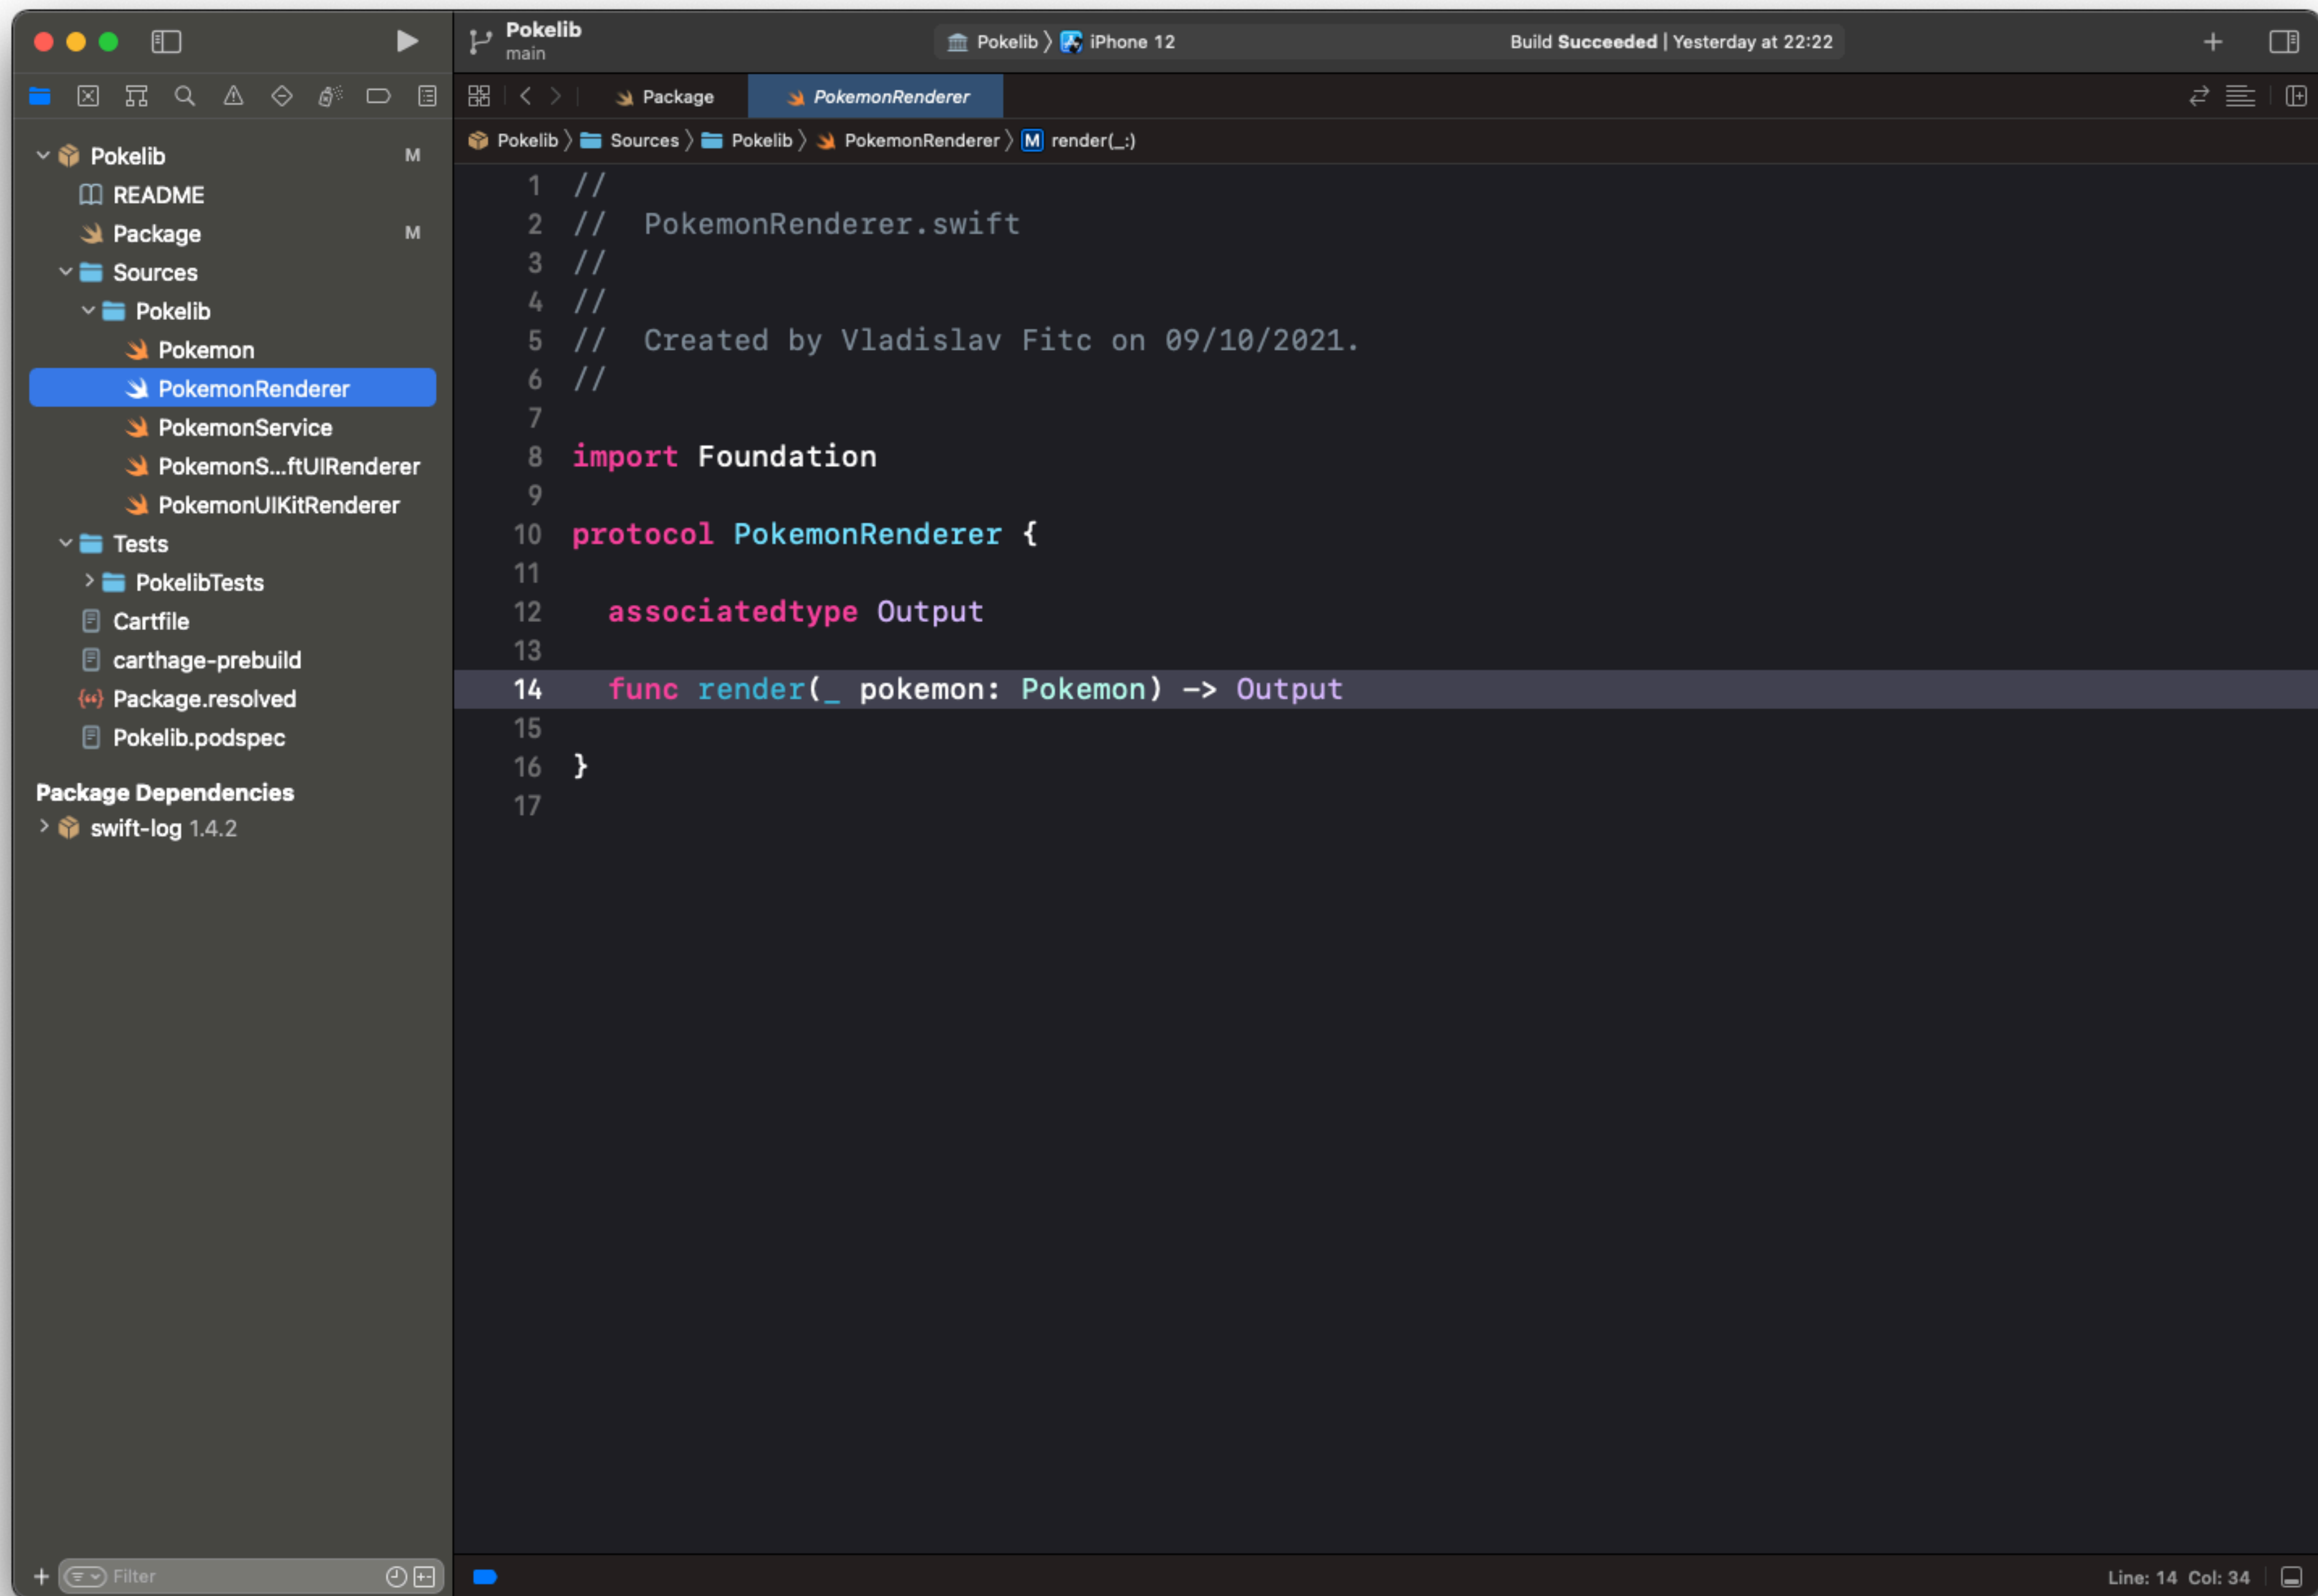 Pokelib
main
Pokelib 〉 iPhone 12
Build Succeeded | Yesterday at 22:22
Package
PokemonRenderer
Pokelib 〉 Sources 〉 Pokelib 〉 PokemonRenderer 〉 M render(_:)
Pokelib M
README
Package M
Sources
Pokelib
Pokemon
PokemonRenderer
PokemonService
PokemonS...ftUIRenderer
PokemonUIKitRenderer
Tests
PokelibTests
Cartfile
carthage-prebuild
Package.resolved
Pokelib.podspec
Package Dependencies
swift-log 1.4.2
Filter
1 //
2 //  PokemonRenderer.swift
3 //
4 //
5 //  Created by Vladislav Fitc on 09/10/2021.
6 //
7
8 import Foundation
9
10 protocol PokemonRenderer {
11
12   associatedtype Output
13
14   func render(_ pokemon: Pokemon) -> Output
15
16 }
17
Line: 14 Col: 34